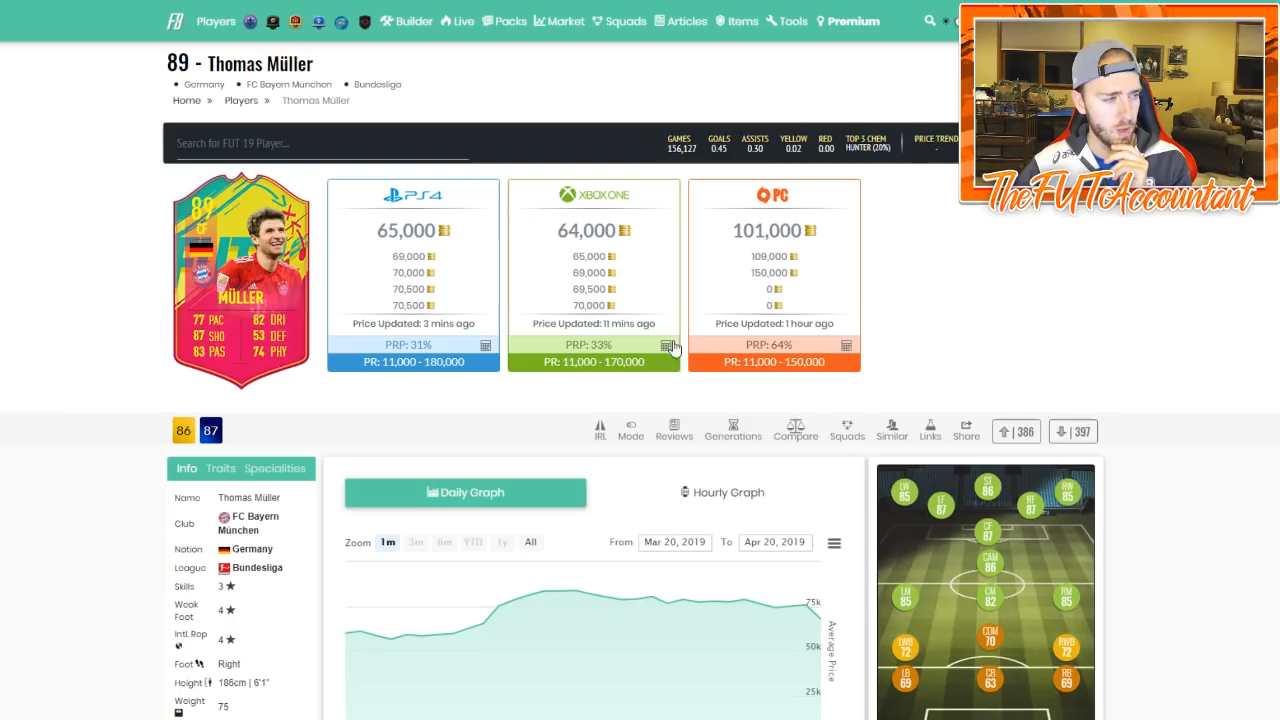 F8 Players Builder Live Packs Market Squads Articles Items Tools Premium
89 - Thomas Müller
Germany FC Bayern München Bundesliga
Home » Players » Thomas Müller
Search for FUT 19 Player...
GAMES GOALS ASSISTS YELLOW RED TOP 3 CHEM PRICE TREND
156,127 0.45 0.30 0.02 0.00 HUNTER (20%) -
TheFUTAccountant
89
CF
MÜLLER
77 PAC 82 DRI
87 SHO 53 DEF
83 PAS 74 PHY
PS4
65,000
69,000
70,000
70,500
70,500
Price Updated: 3 mins ago
PRP: 31%
PR: 11,000 - 180,000
XBOX ONE
64,000
65,000
69,000
69,500
70,000
Price Updated: 11 mins ago
PRP: 33%
PR: 11,000 - 170,000
PC
101,000
109,000
150,000
0
0
Price Updated: 1 hour ago
PRP: 64%
PR: 11,000 - 150,000
86 87
IRL Mode Reviews Generations Compare Squads Similar Links Share
386 397
Info Traits Specialities
Name Thomas Müller
Club FC Bayern München
Nation Germany
League Bundesliga
Skills 3
Weak Foot 4
Intl. Rep 4
Foot Right
Height 186cm | 6'1"
Weight 75
Daily Graph Hourly Graph
Zoom 1m 3m 6m YTD 1y All From Mar 20, 2019 To Apr 20, 2019
75k
50k
25k
Average Price
LW 85
LF 87
ST 86
RF 87
RW 85
CF 87
CAM 86
LM 85
CM 82
RM 85
CDM 70
LWB 72
RWB 72
LB 69
CB 63
RB 69